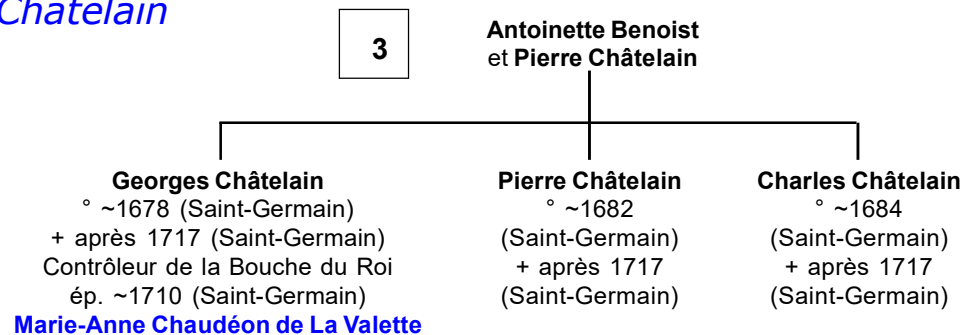 Chatelain
3
Antoinette Benoist
et Pierre Châtelain
Georges Châtelain
° ~1678 (Saint-Germain)
+ après 1717 (Saint-Germain)
Contrôleur de la Bouche du Roi
ép. ~1710 (Saint-Germain)
Marie-Anne Chaudéon de La Valette
Pierre Châtelain
° ~1682
(Saint-Germain)
+ après 1717
(Saint-Germain)
Charles Châtelain
° ~1684
(Saint-Germain)
+ après 1717
(Saint-Germain)